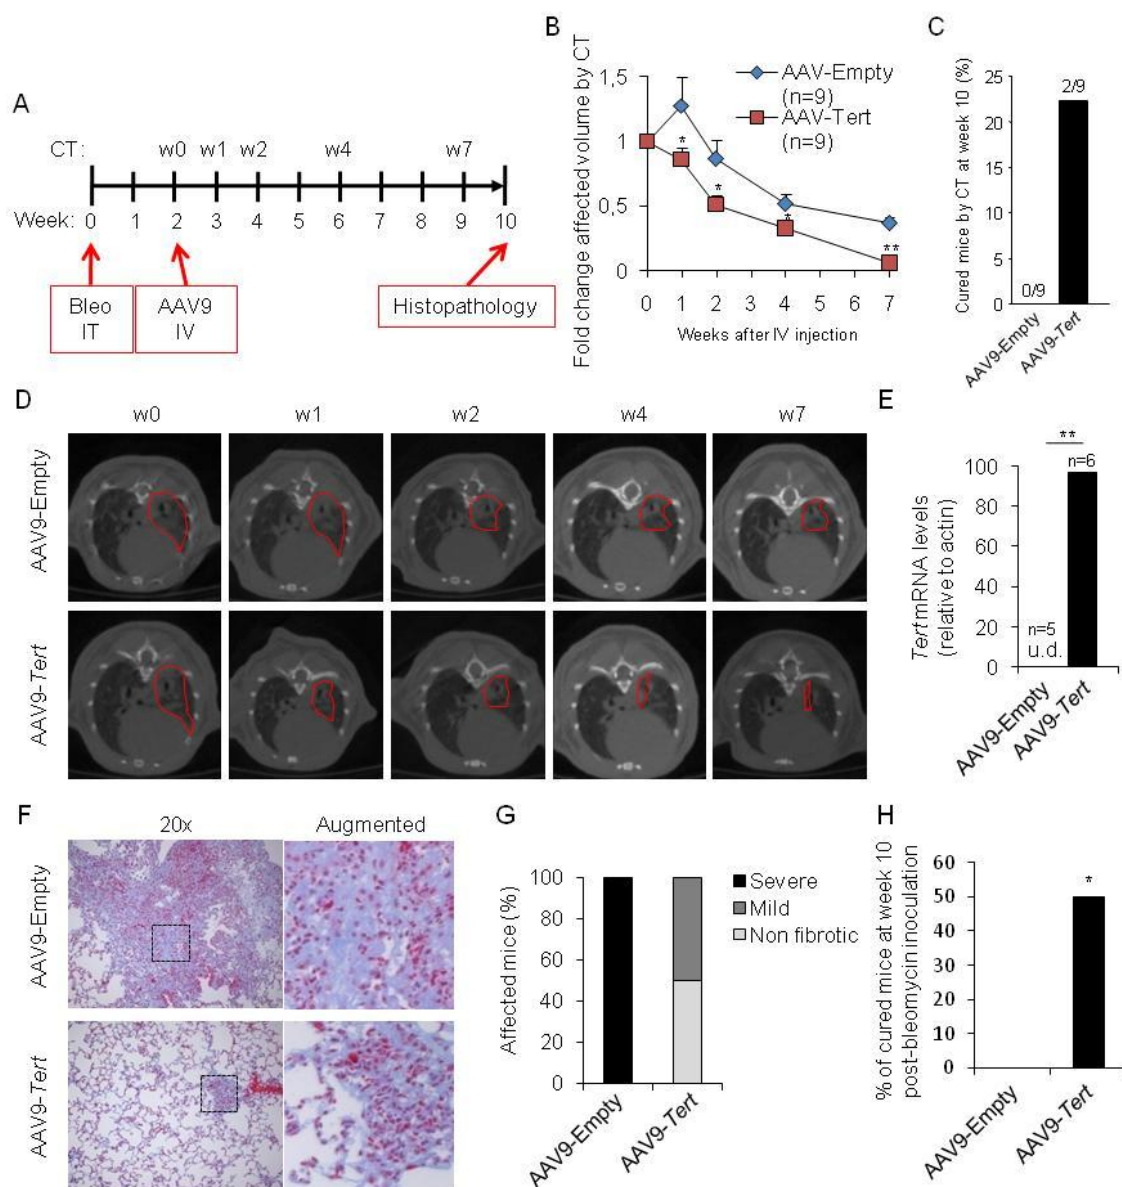 A
CT: w0 w1 w2 w4 w7
Week: 0 1 2 3 4 5 6 7 8 9 10
Bleo
IT
AAV9
IV
Histopathology
B
Fold change affected volume by CT
1,5
1
0,5
0
AAV-Empty
(n=9)
AAV-Tert
(n=9)
*
*
*
**
0 1 2 3 4 5 6 7
Weeks after IV injection
C
Cured mice by CT at week 10 (%)
25
20
15
10
5
0
0/9
2/9
AAV9-Empty
AAV9-Tert
D
w0 w1 w2 w4 w7
AAV9-Empty
AAV9-Tert
E
Tert mRNA levels
(relative to actin)
100
80
60
40
20
0
**
n=6
n=5
u.d.
AAV9-Empty
AAV9-Tert
F
20x Augmented
AAV9-Empty
AAV9-Tert
G
Affected mice (%)
100
80
60
40
20
0
Severe
Mild
Non fibrotic
AAV9-Empty
AAV9-Tert
H
% of cured mice at week 10
post-bleomycin inoculation
60
50
40
30
20
10
0
*
AAV9-Empty
AAV9-Tert